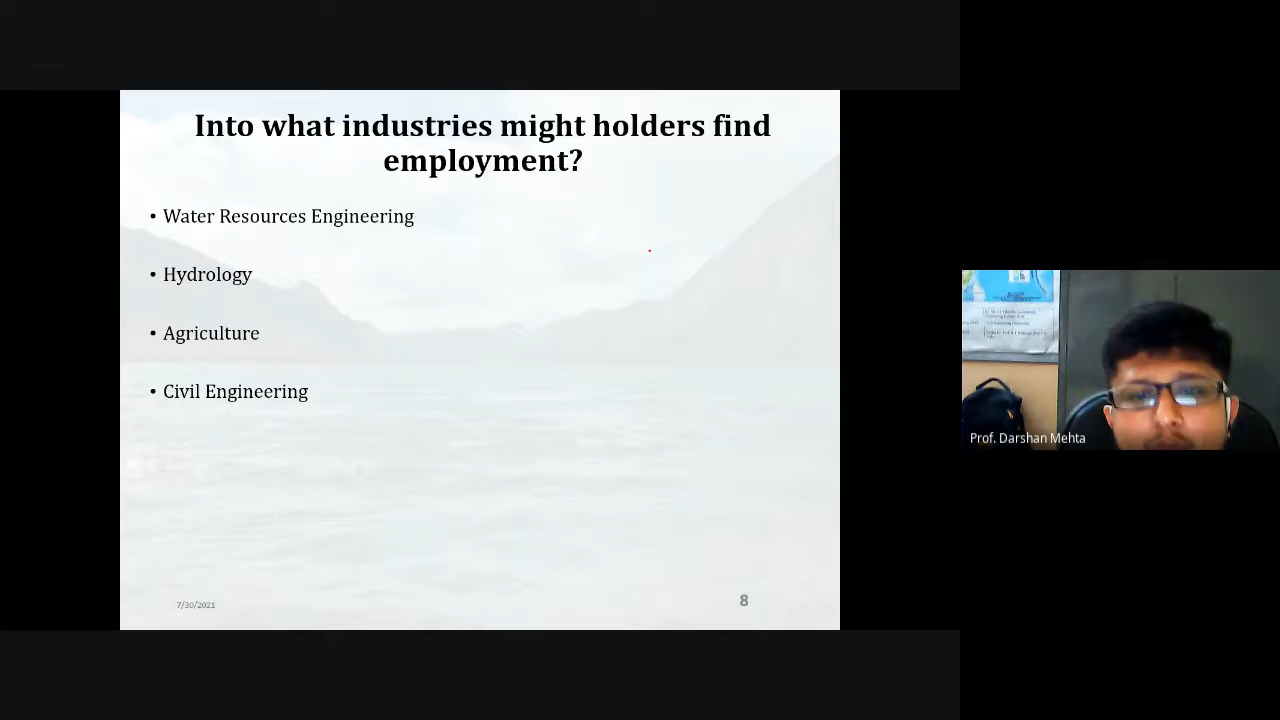 Into what industries might holders find
employment?
• Water Resources Engineering
• Hydrology
• Agriculture
• Civil Engineering
7/30/2021
8
Prof. Darshan Mehta